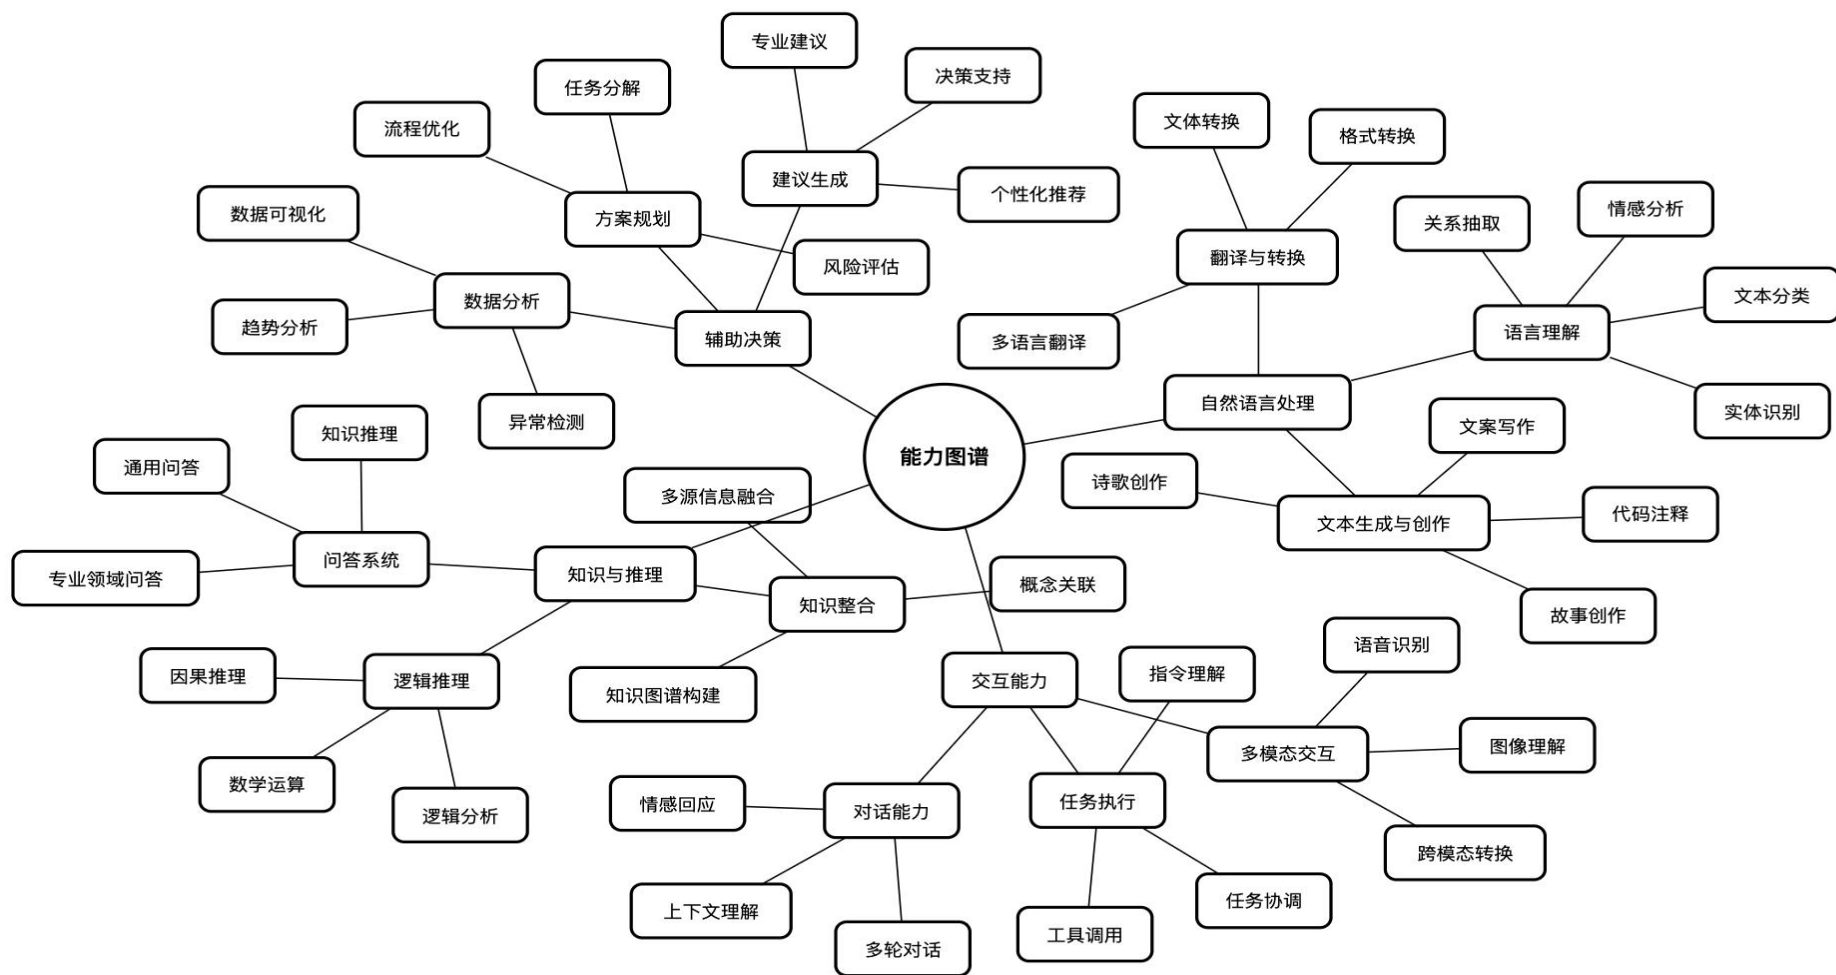 专业建议
决策支持
任务分解
文体转换
流程优化
格式转换
建议生成
个性化推荐
数据可视化
方案规划
关系抽取
情感分析
翻译与转换
风险评估
数据分析
文本分类
趋势分析
辅助决策
多语言翻译
语言理解
自然语言处理
实体识别
异常检测
知识推理
文案写作
能力图谱
通用问答
多源信息融合
诗歌创作
文本生成与创作
代码注释
问答系统
专业领域问答
知识与推理
概念关联
知识整合
故事创作
语音识别
因果推理
逻辑推理
知识图谱构建
交互能力
指令理解
多模态交互
图像理解
数学运算
情感回应
任务执行
对话能力
逻辑分析
跨模态转换
上下文理解
任务协调
工具调用
多轮对话